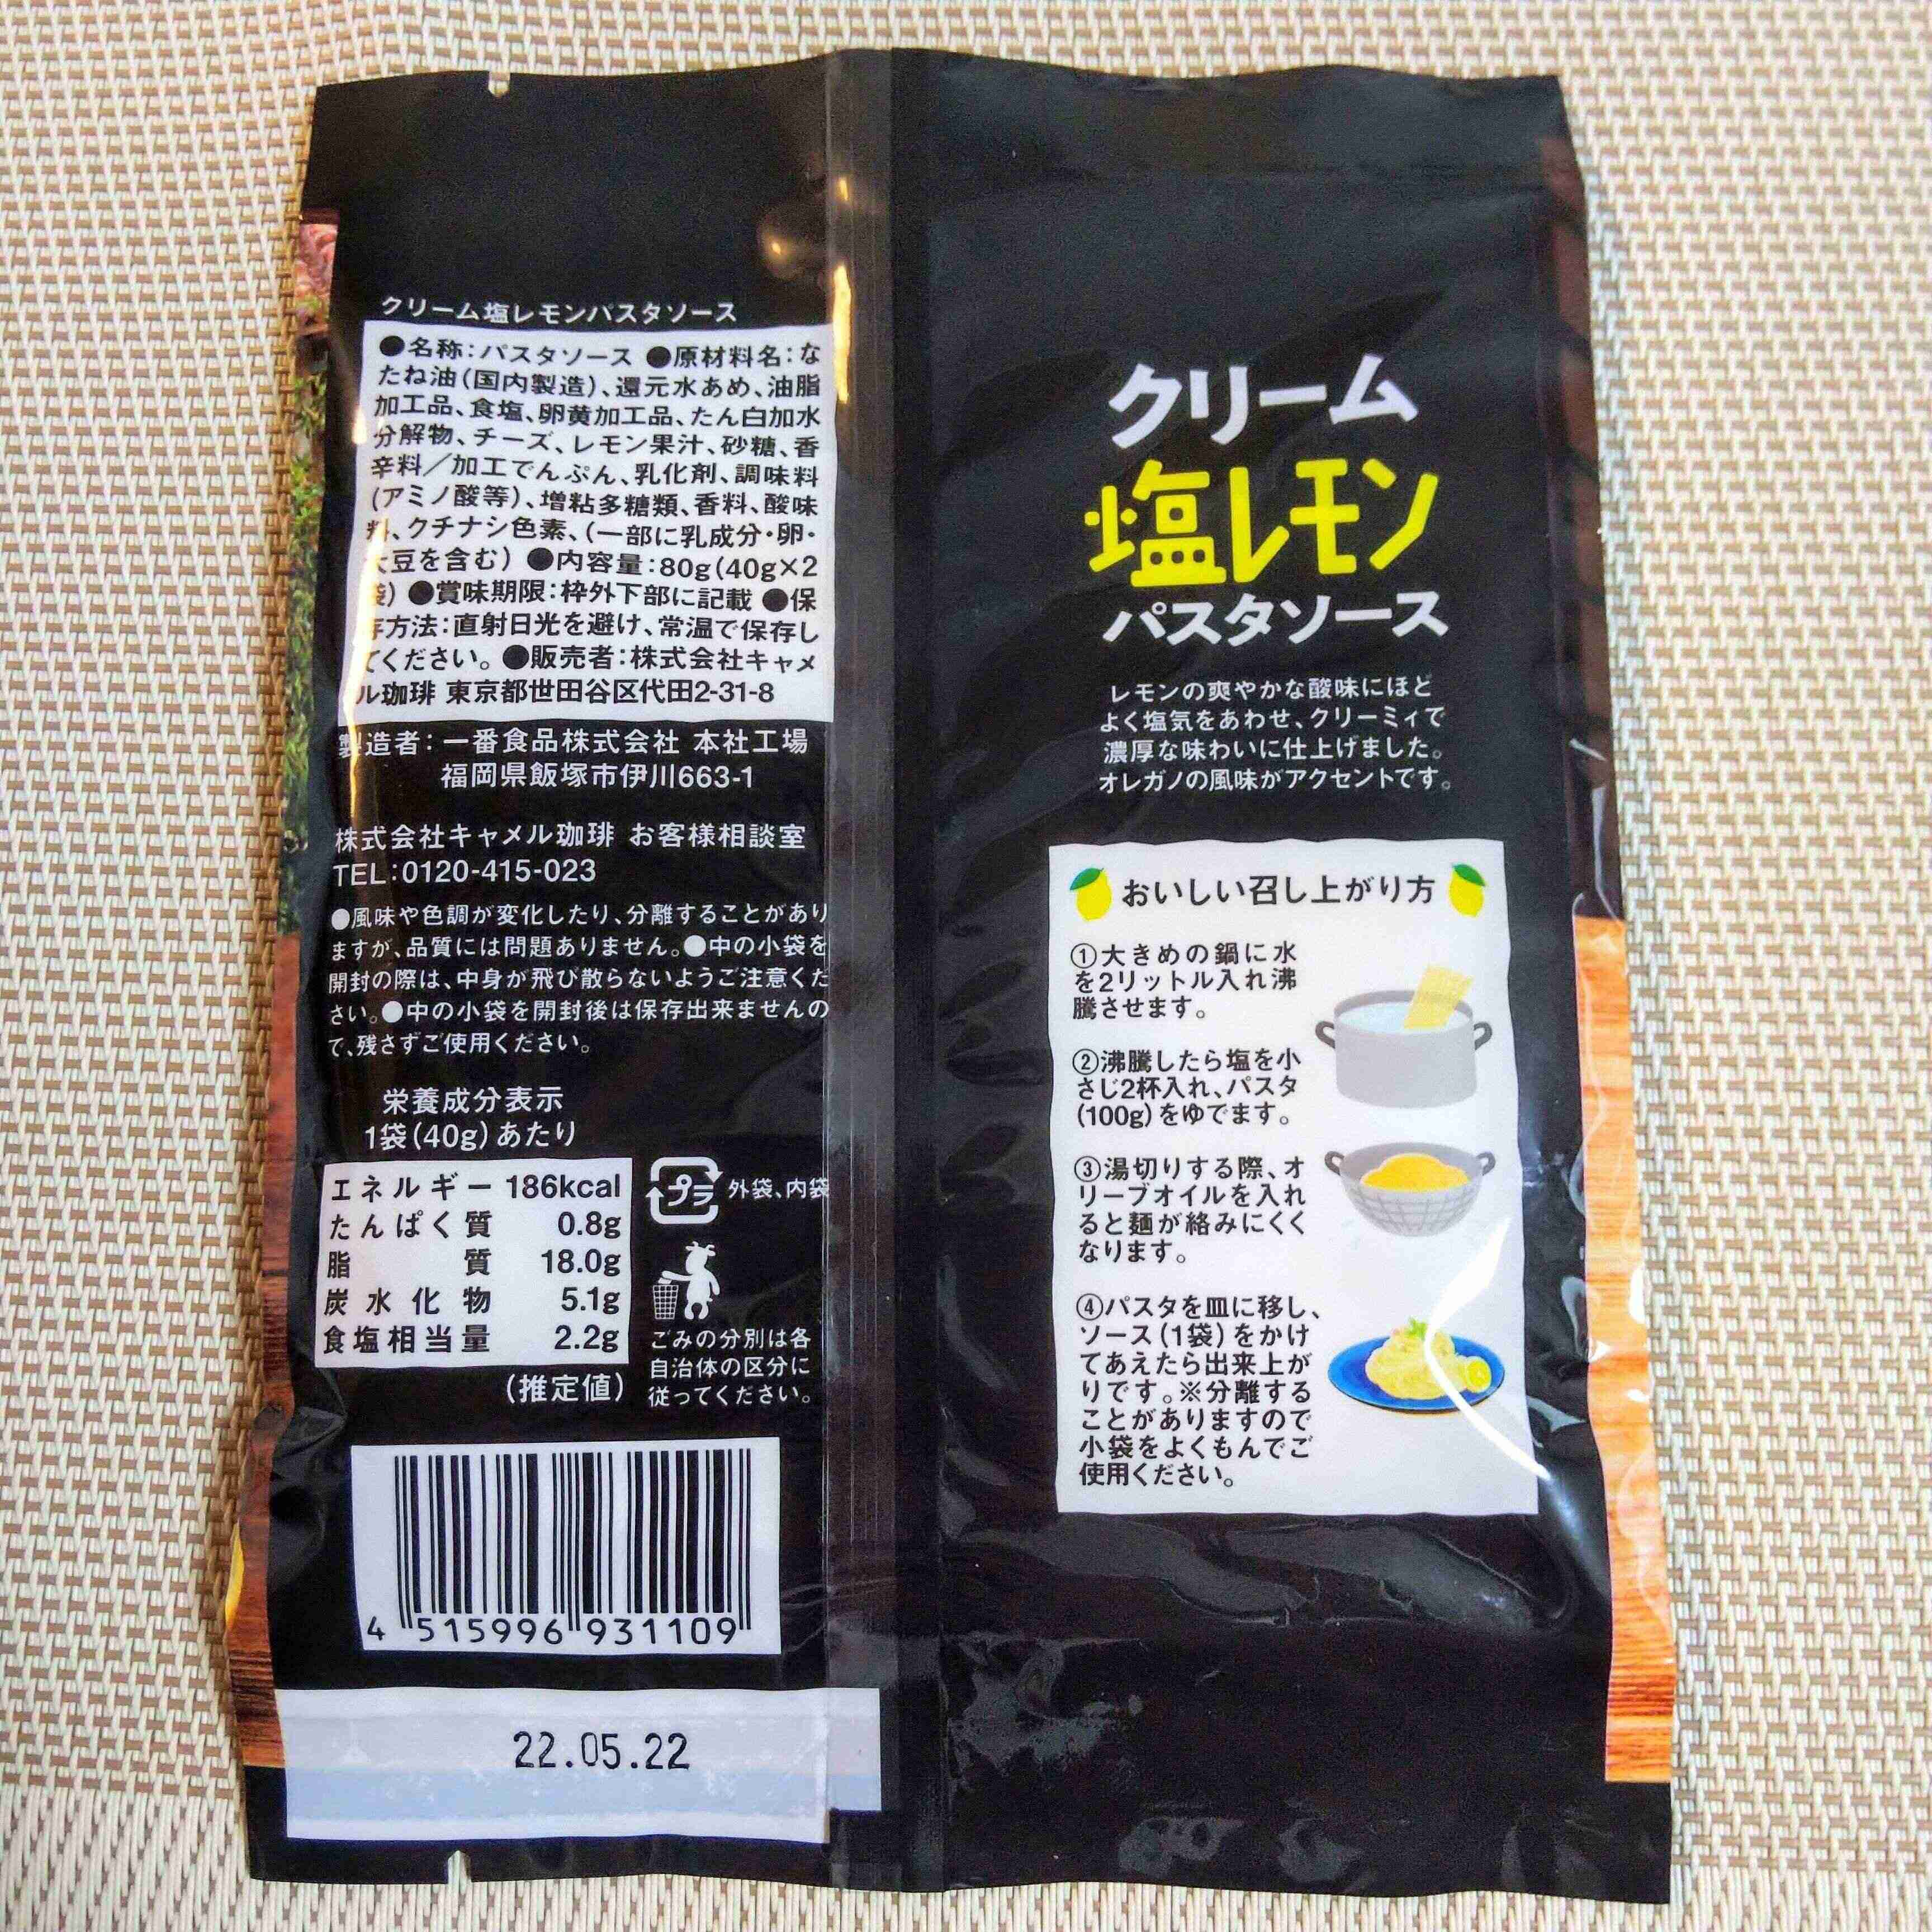 クリーム塩レモンパスタソース
●名称:パスタソース ●原材料名:な
たね油(国内製造)、還元水あめ、油脂
加工品、食塩、卵黄加工品、たん白加水
分解物、チーズ、レモン果汁、砂糖、香
辛料/加工でんぷん、乳化剤、調味料
(アミノ酸等)、増粘多糖類、香料、酸味
料、クチナシ色素、(一部に乳成分・卵・
大豆を含む) ●内容量:80g(40g×2
袋) ●賞味期限:枠外下部に記載 ●保
存方法:直射日光を避け、常温で保存し
てください。●販売者:株式会社キャメ
ル珈琲 東京都世田谷区代田2-31-8
製造者:一番食品株式会社 本社工場
福岡県飯塚市伊川663-1
株式会社キャメル珈琲 お客様相談室
TEL:0120-415-023
●風味や色調が変化したり、分離することがあり
ますが、品質には問題ありません。●中の小袋を
開封の際は、中身が飛び散らないようご注意くだ
さい。●中の小袋を開封後は保存出来ませんの
で、残さずご使用ください。
栄養成分表示
1袋(40g)あたり
エネルギー 186kcal
たんぱく質 0.8g
脂質 18.0g
炭水化物 5.1g
食塩相当量 2.2g
(推定値)
プラ 外袋、内袋
ごみの分別は各
自治体の区分に
従ってください。
4 515996 931109
22.05.22
クリーム
塩レモン
パスタソース
レモンの爽やかな酸味にほど
よく塩気をあわせ、クリーミィで
濃厚な味わいに仕上げました。
オレガノの風味がアクセントです。
おいしい召し上がり方
①大きめの鍋に水
を2リットル入れ沸
騰させます。
②沸騰したら塩を小
さじ2杯入れ、パスタ
(100g)をゆでます。
③湯切りする際、オ
リーブオイルを入れ
ると麺が絡みにくく
なります。
④パスタを皿に移し、
ソース(1袋)をかけ
てあえたら出来上が
りです。※分離する
ことがありますので
小袋をよくもんでご
使用ください。